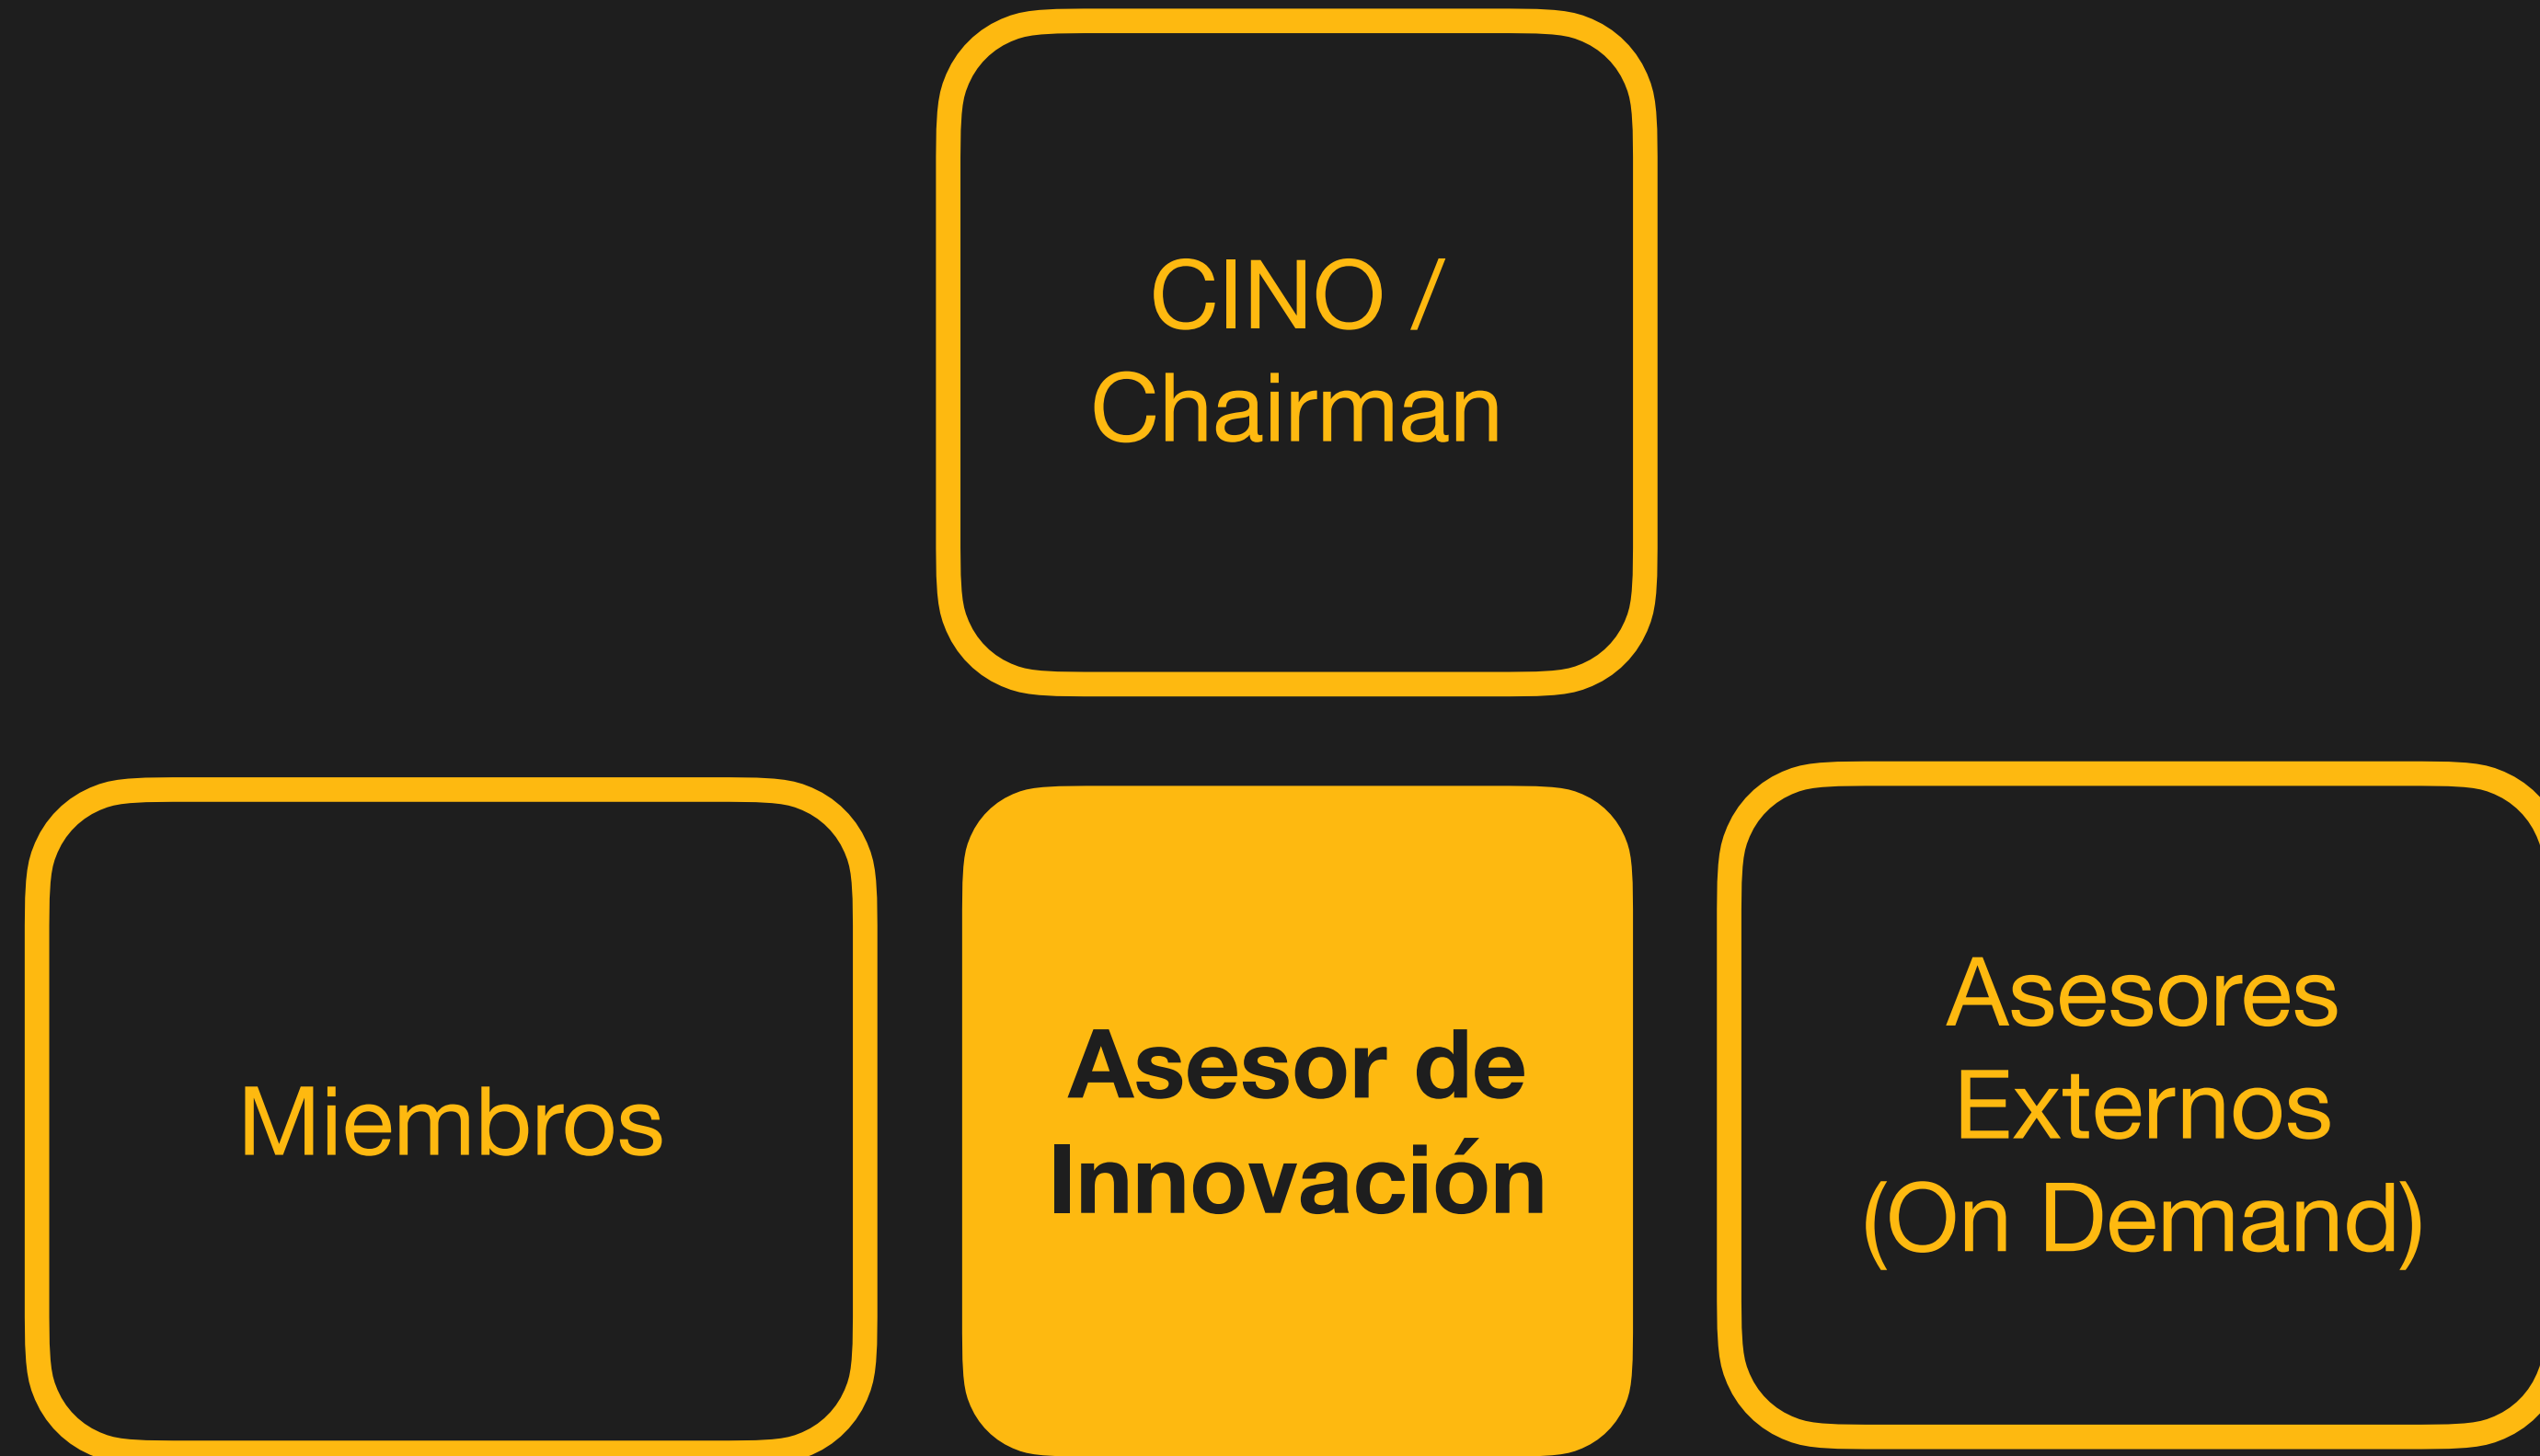 CINO /
Chairman
Miembros
Asesor de
Innovación
Asesores
Externos
(On Demand)